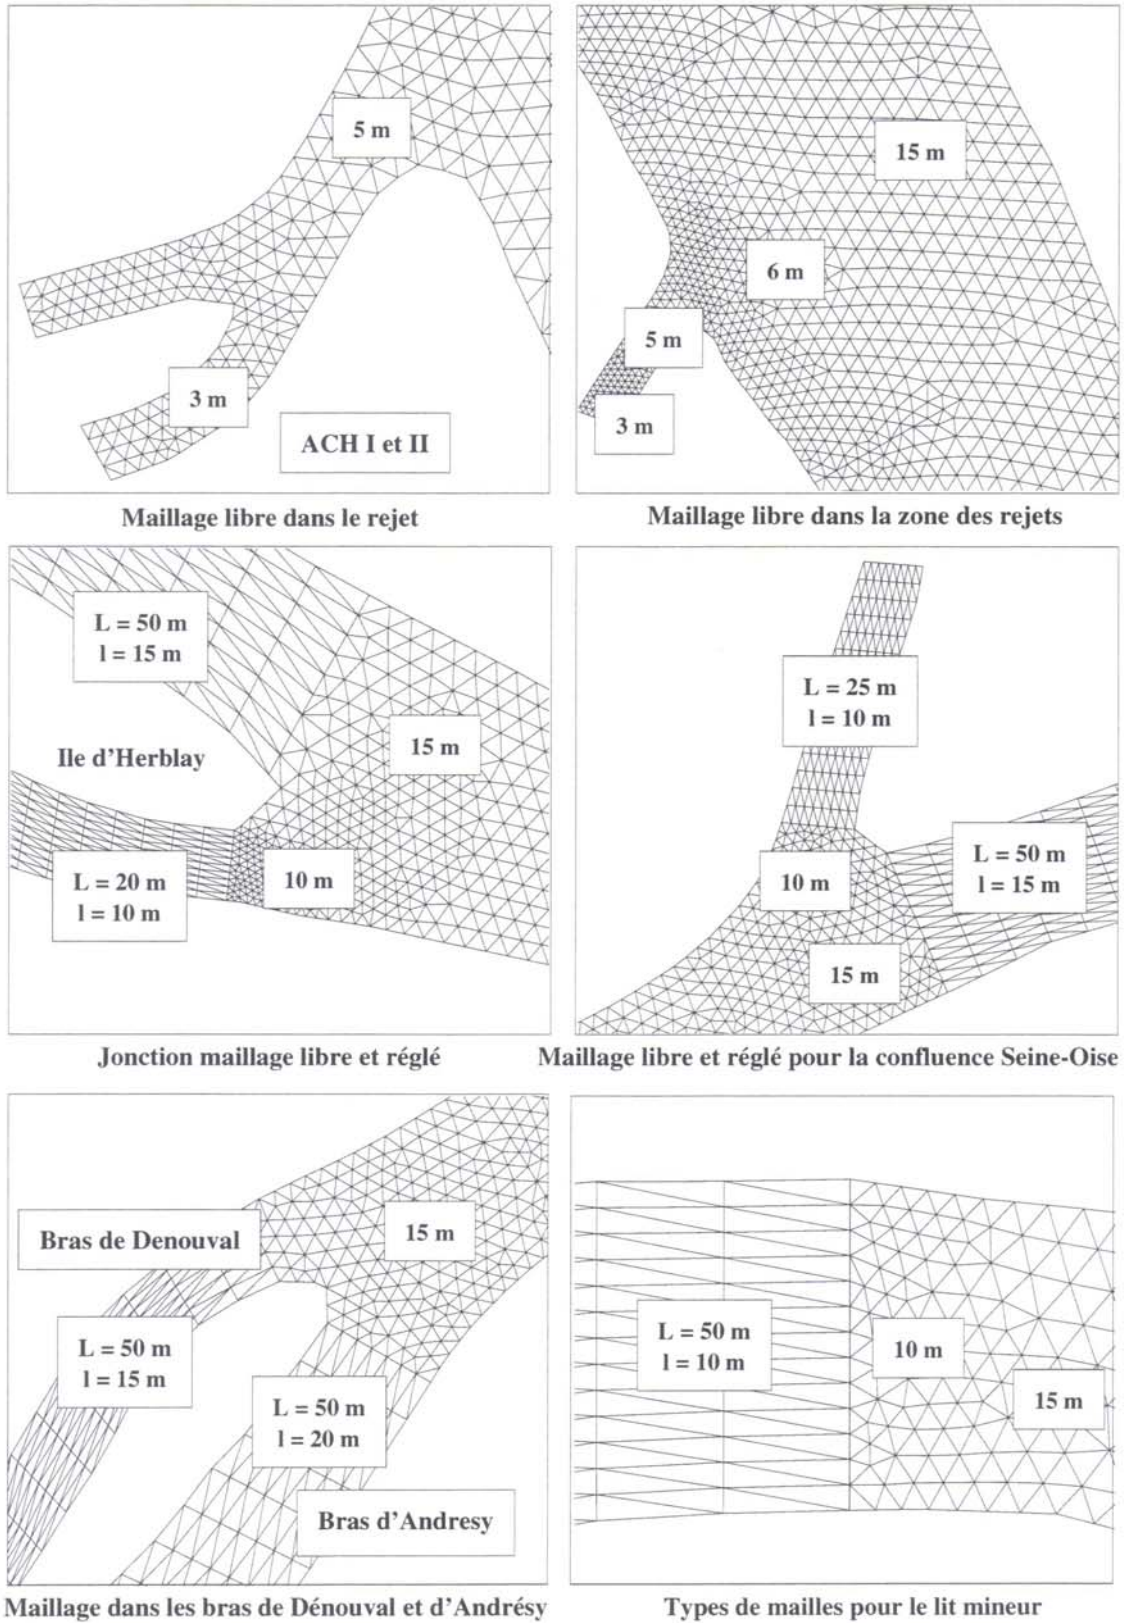 5 m
3 m
ACH I et II
Maillage libre dans le rejet
15 m
6 m
5 m
3 m
Maillage libre dans la zone des rejets
L = 50 m
l = 15 m
15 m
Ile d'Herblay
L = 20 m
l = 10 m
10 m
Jonction maillage libre et réglé
L = 25 m
l = 10 m
L = 50 m
l = 15 m
10 m
15 m
Maillage libre et réglé pour la confluence Seine-Oise
15 m
Bras de Denouval
L = 50 m
l = 15 m
L = 50 m
l = 20 m
Bras d'Andresy
Maillage dans les bras de Dénouval et d'Andrésy
L = 50 m
l = 10 m
10 m
15 m
Types de mailles pour le lit mineur